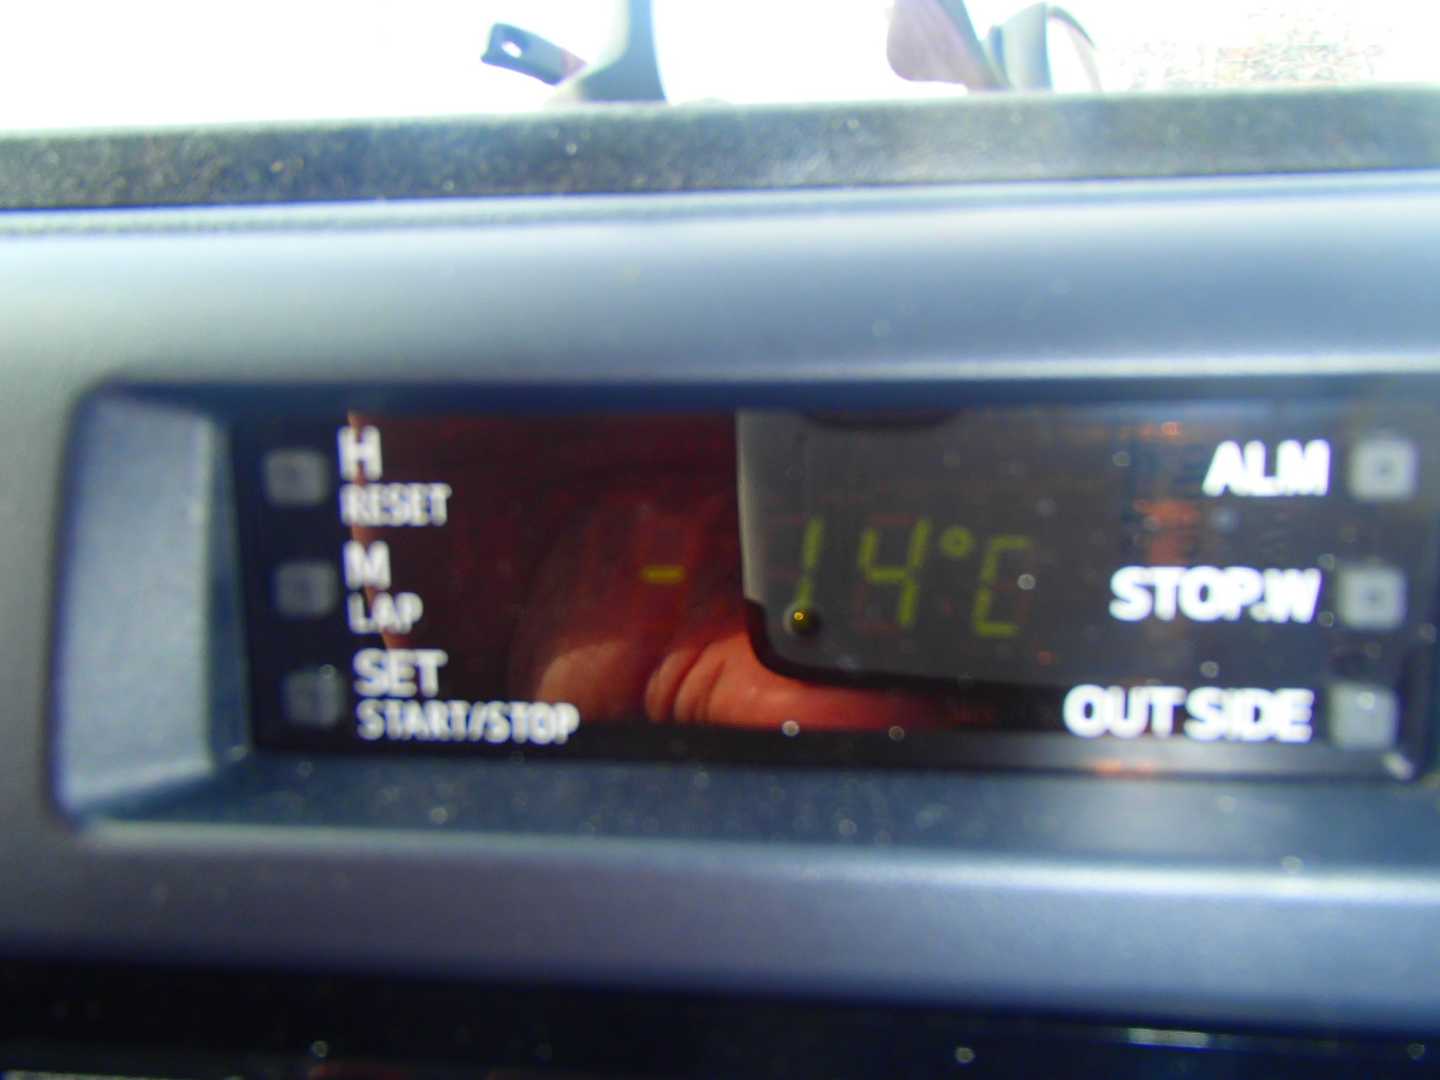 H
RESET
M
LAP
SET
START/STOP
-14°C
ALM
STOP.W
OUTSIDE